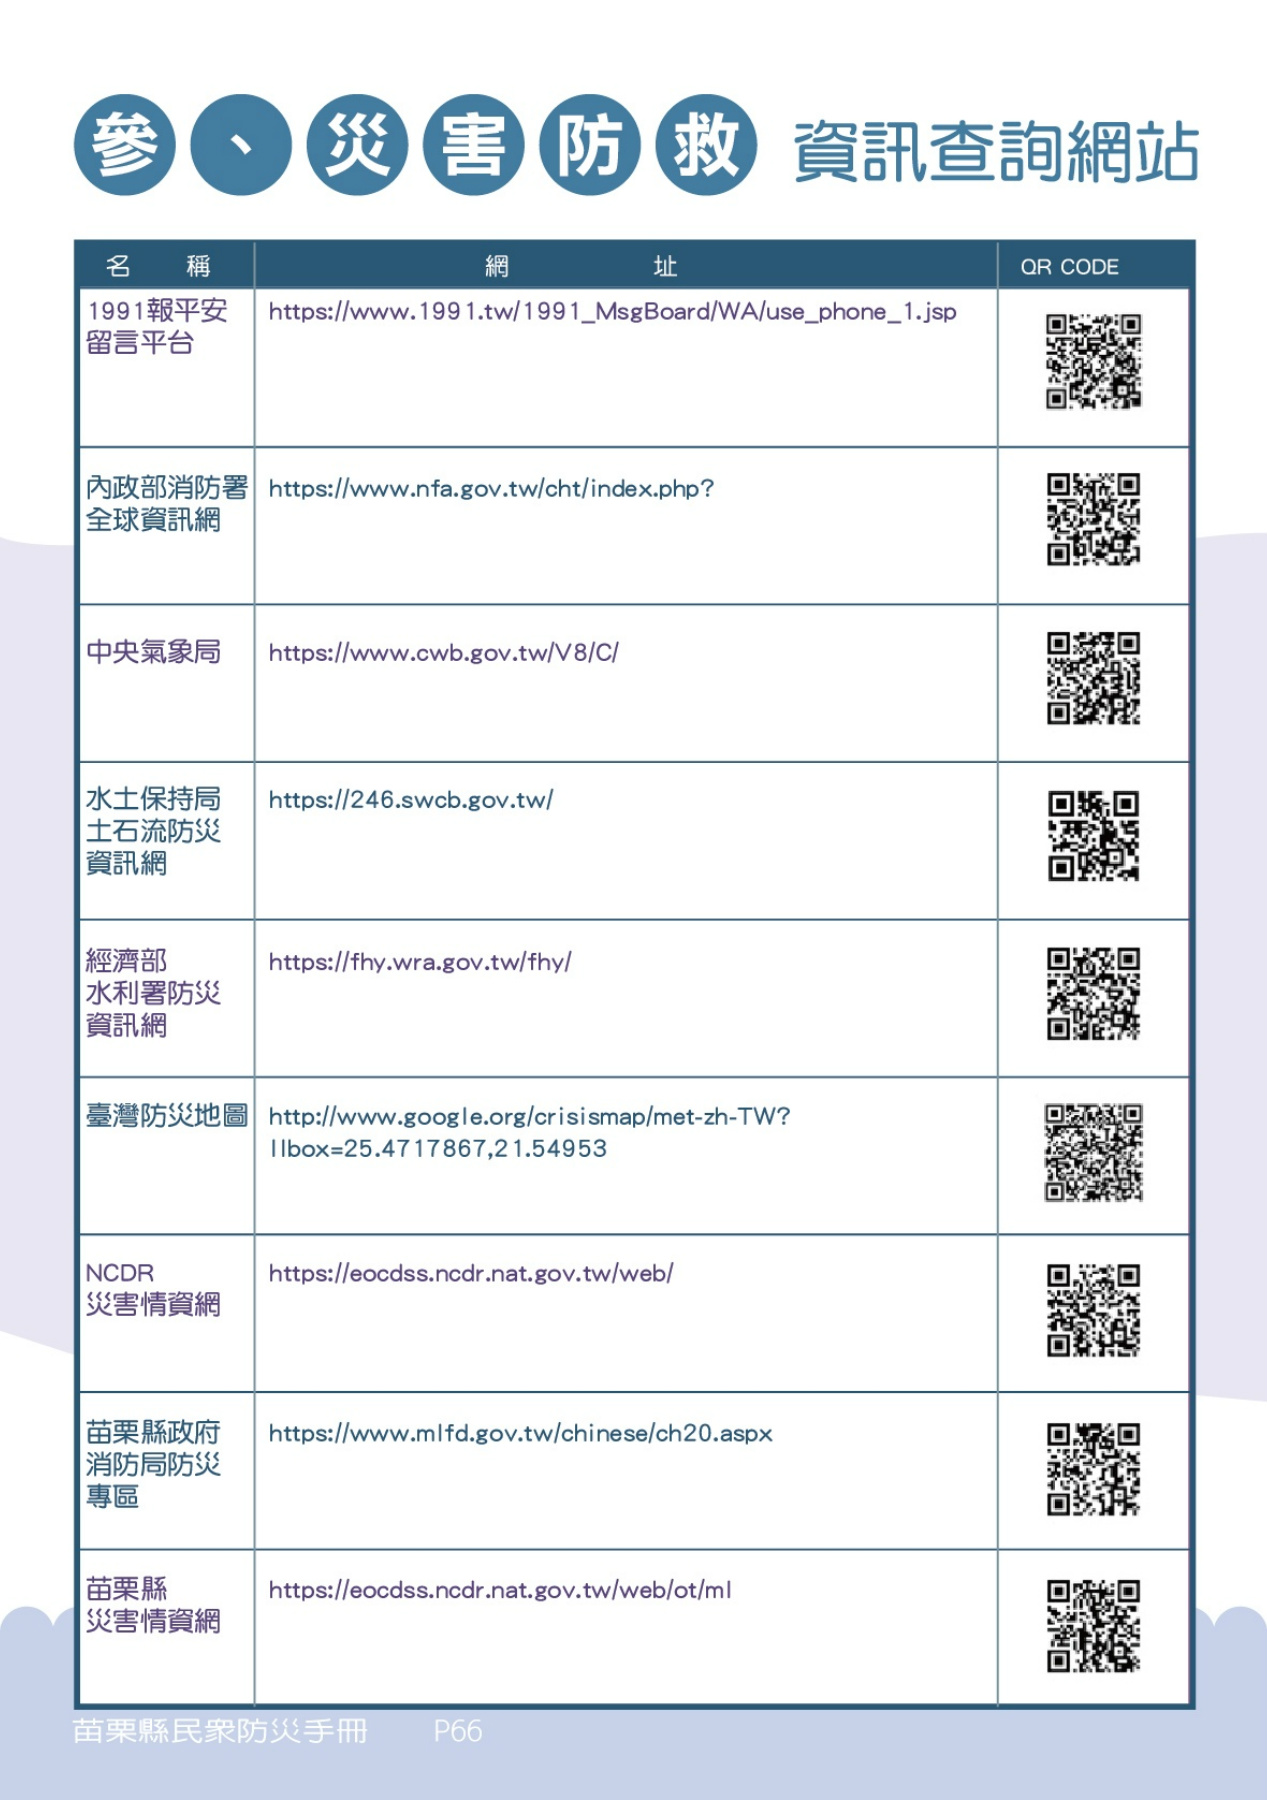 參、災害防救 資訊查詢網站
名稱 網址 QR CODE
1991報平安
留言平台
https://www.1991.tw/1991_MsgBoard/WA/use_phone_1.jsp
內政部消防署
全球資訊網
https://www.nfa.gov.tw/cht/index.php?
中央氣象局
https://www.cwb.gov.tw/V8/C/
水土保持局
土石流防災
資訊網
https://246.swcb.gov.tw/
經濟部
水利署防災
資訊網
https://fhy.wra.gov.tw/fhy/
臺灣防災地圖
http://www.google.org/crisismap/met-zh-TW?
llbox=25.4717867,21.54953
NCDR
災害情資網
https://eocdss.ncdr.nat.gov.tw/web/
苗栗縣政府
消防局防災
專區
https://www.mlfd.gov.tw/chinese/ch20.aspx
苗栗縣
災害情資網
https://eocdss.ncdr.nat.gov.tw/web/ot/ml
苗栗縣民眾防災手冊 P66